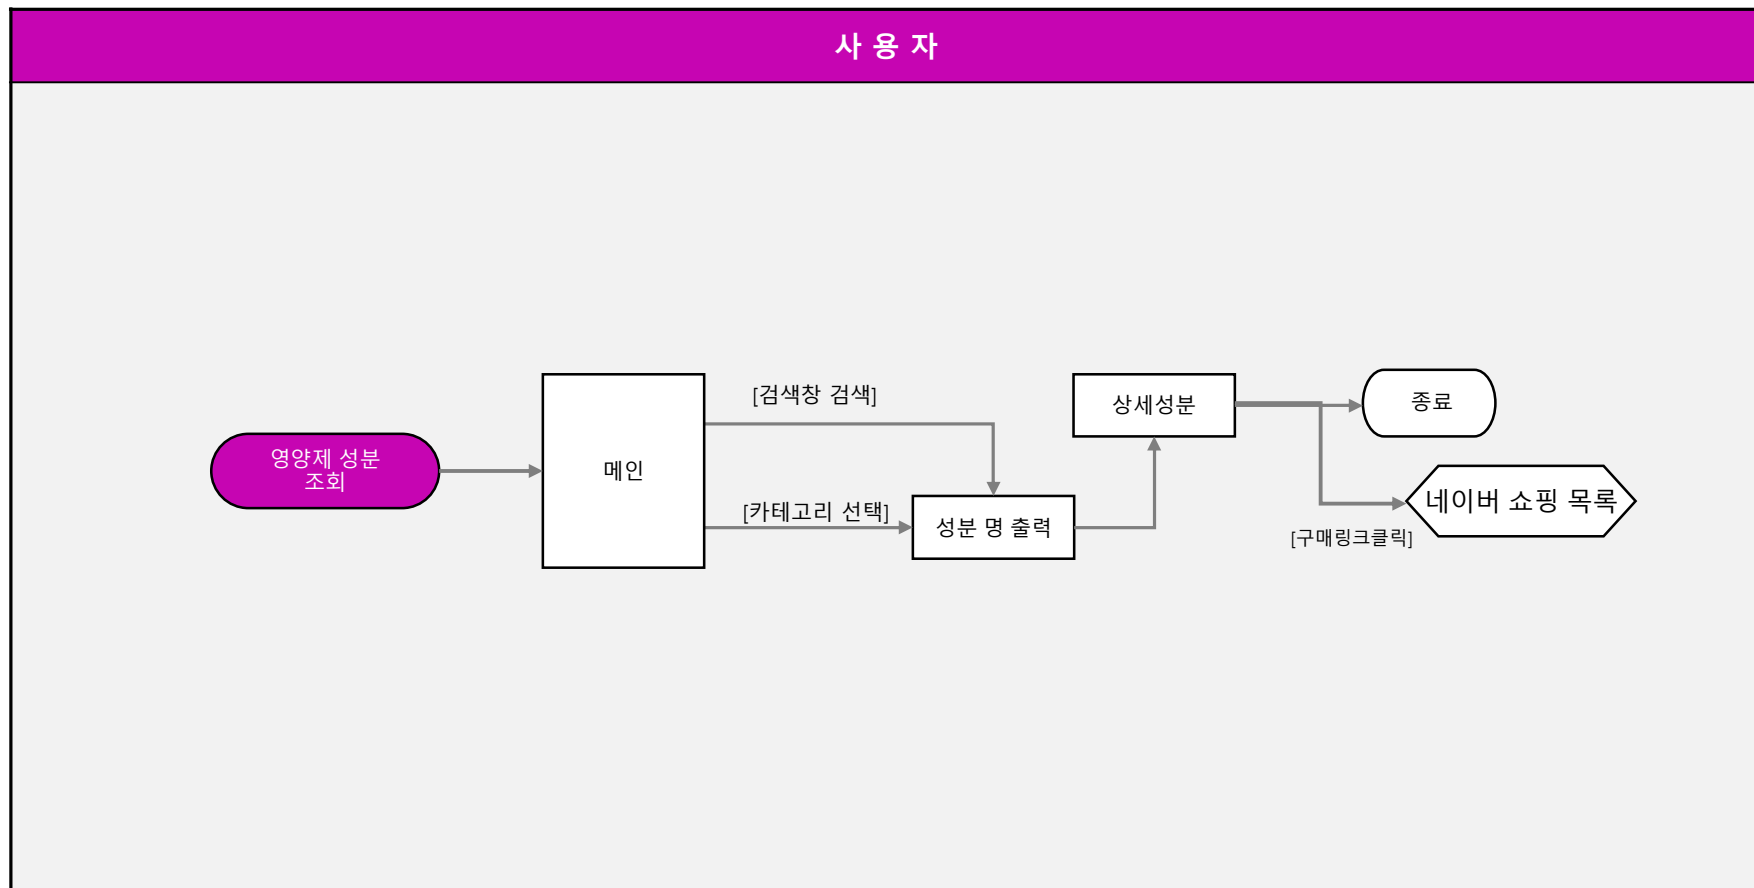 사 용 자
영양제 성분
조회
메인
[검색창 검색]
[카테고리 선택]
성분 명 출력
상세성분
종료
네이버 쇼핑 목록
[구매링크클릭]